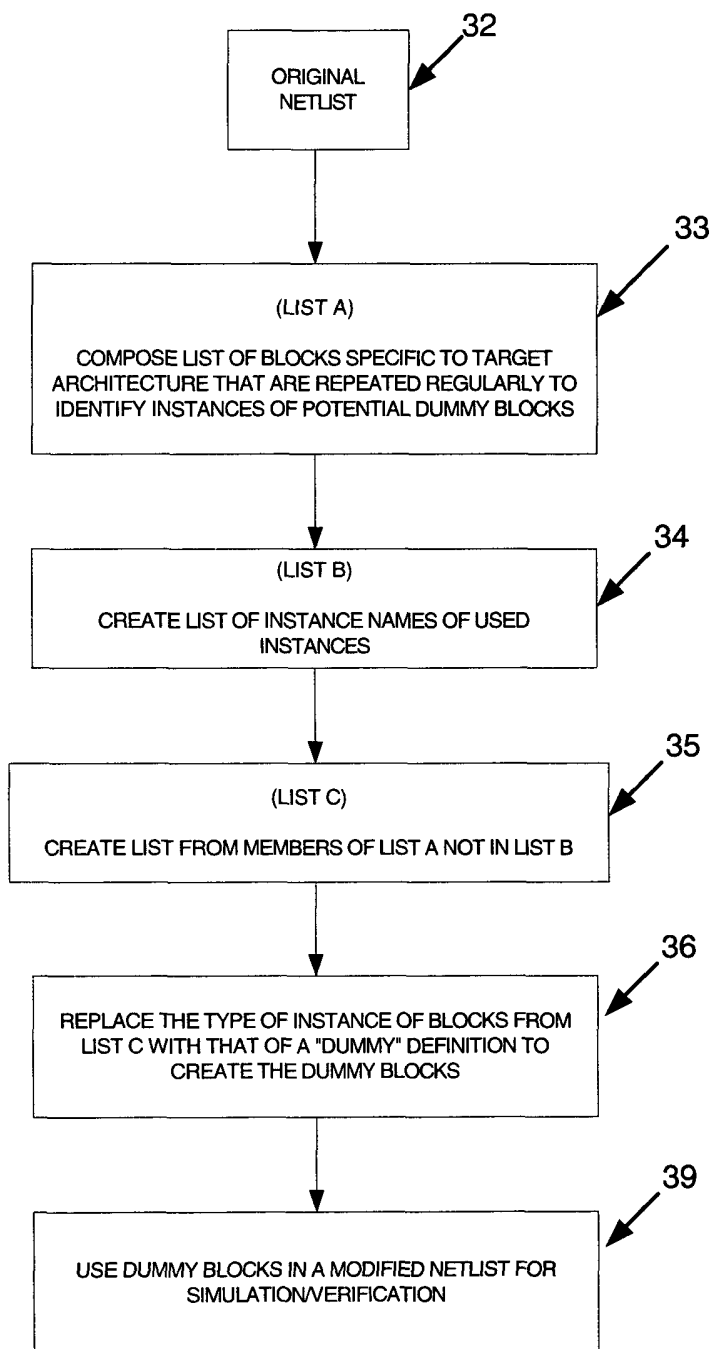 32
ORIGINAL
NETLIST
33
(LIST A)
COMPOSE LIST OF BLOCKS SPECIFIC TO TARGET
ARCHITECTURE THAT ARE REPEATED REGULARLY TO
IDENTIFY INSTANCES OF POTENTIAL DUMMY BLOCKS
34
(LIST B)
CREATE LIST OF INSTANCE NAMES OF USED
INSTANCES
35
(LIST C)
CREATE LIST FROM MEMBERS OF LIST A NOT IN LIST B
36
REPLACE THE TYPE OF INSTANCE OF BLOCKS FROM
LIST C WITH THAT OF A "DUMMY" DEFINITION TO
CREATE THE DUMMY BLOCKS
39
USE DUMMY BLOCKS IN A MODIFIED NETLIST FOR
SIMULATION/VERIFICATION